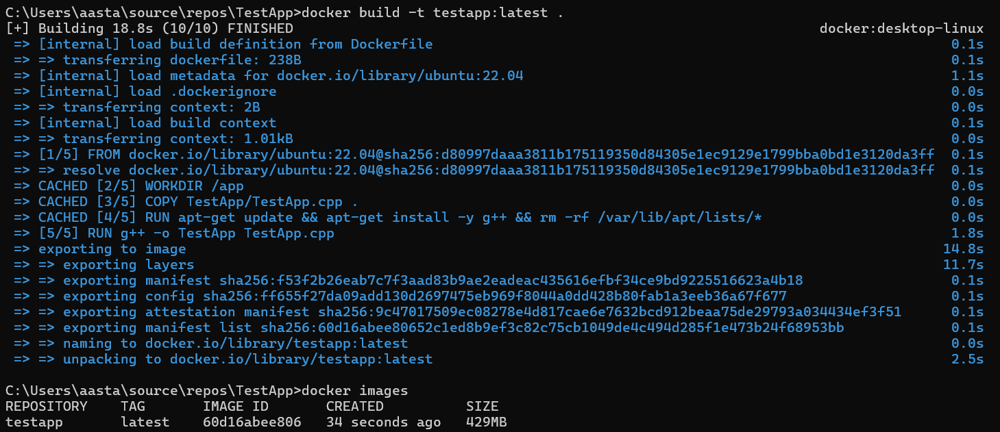 C:\Users\aasta\source\repos\TestApp>docker build -t testapp:latest .
[+] Building 18.8s (10/10) FINISHED docker:desktop-linux
=> [internal] load build definition from Dockerfile 0.1s
=> => transferring dockerfile: 238B 0.1s
=> [internal] load metadata for docker.io/library/ubuntu:22.04 1.1s
=> [internal] load .dockerignore 0.0s
=> => transferring context: 2B 0.0s
=> [internal] load build context 0.1s
=> => transferring context: 1.01kB 0.0s
=> [1/5] FROM docker.io/library/ubuntu:22.04@sha256:d80997daaa3811b175119350d84305e1ec9129e1799bba0bd1e3120da3ff 0.1s
=> => resolve docker.io/library/ubuntu:22.04@sha256:d80997daaa3811b175119350d84305e1ec9129e1799bba0bd1e3120da3ff 0.1s
=> CACHED [2/5] WORKDIR /app 0.0s
=> CACHED [3/5] COPY TestApp/TestApp.cpp . 0.0s
=> CACHED [4/5] RUN apt-get update && apt-get install -y g++ && rm -rf /var/lib/apt/lists/* 0.0s
=> [5/5] RUN g++ -o TestApp TestApp.cpp 1.8s
=> exporting to image 14.8s
=> => exporting layers 11.7s
=> => exporting manifest sha256:f53f2b26eab7c7f3aad83b9ae2eadeac435616efbf34ce9bd9225516623a4b18 0.1s
=> => exporting config sha256:ff655f27da09add130d2697475eb969f8044a0dd428b80fab1a3eeb36a67f677 0.1s
=> => exporting attestation manifest sha256:9c47017509ec08278e4d817cae6e7632bcd912beaa75de29793a034434ef3f51 0.1s
=> => exporting manifest list sha256:60d16abee80652c1ed8b9ef3c82c75cb1049de4c494d285f1e473b24f68953bb 0.1s
=> => naming to docker.io/library/testapp:latest 0.0s
=> => unpacking to docker.io/library/testapp:latest 2.5s
C:\Users\aasta\source\repos\TestApp>docker images
REPOSITORY TAG IMAGE ID CREATED SIZE
testapp latest 60d16abee806 34 seconds ago 429MB